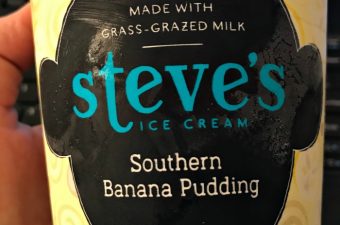 MADE WITH
GRASS-GRAZED MILK
steve's
ICE CREAM
Southern
Banana Pudding